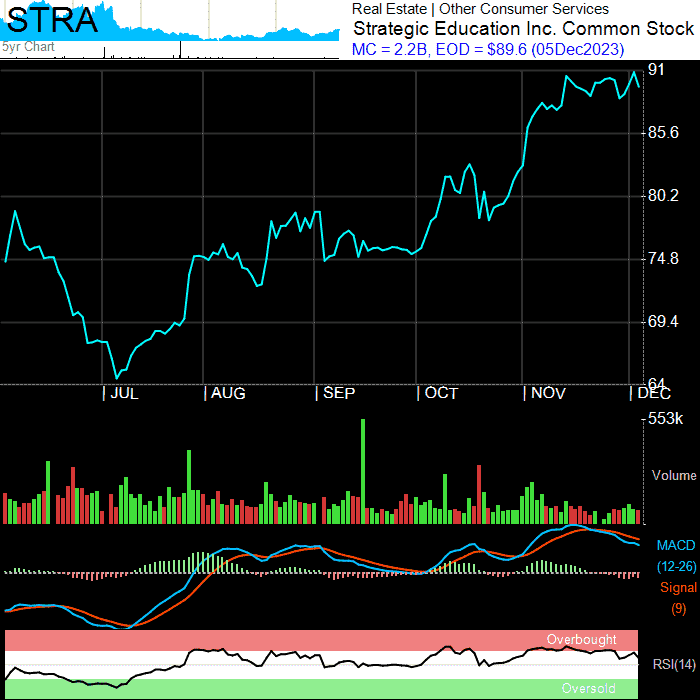 STRA
5yr Chart
Real Estate | Other Consumer Services
Strategic Education Inc. Common Stock
MC = 2.2B, EOD = $89.6 (05Dec2023)
91
85.6
80.2
74.8
69.4
64
| JUL | AUG | SEP | OCT | NOV | DEC
553k
Volume
MACD
(12-26)
Signal
(9)
Overbought
RSI(14)
Oversold